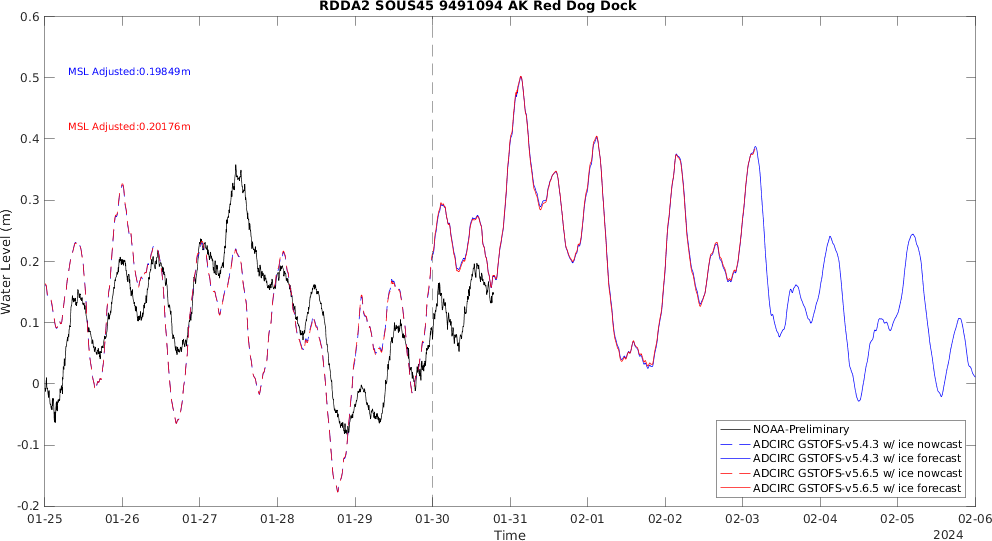 RDDA2 SOUS45 9491094 AK Red Dog Dock
0.6
0.5
0.4
0.3
0.2
0.1
0
-0.1
-0.2
Water Level (m)
MSL Adjusted:0.19849m
MSL Adjusted:0.20176m
NOAA-Preliminary
ADCIRC GSTOFS-v5.4.3 w/ ice nowcast
ADCIRC GSTOFS-v5.4.3 w/ ice forecast
ADCIRC GSTOFS-v5.6.5 w/ ice nowcast
ADCIRC GSTOFS-v5.6.5 w/ ice forecast
01-25 01-26 01-27 01-28 01-29 01-30 01-31 02-01 02-02 02-03 02-04 02-05 02-06
Time
2024